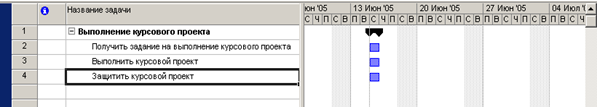 Название задачи
юн '05 13 Июн '05 20 Июн '05 27 Июн '05 04 Июл '05
С Ч П С В П В С Ч П С В П В С Ч П С В П В С Ч П С В П В С
1 Выполнение курсового проекта
2 Получить задание на выполнение курсового проекта
3 Выполнить курсовой проект
4 Защитить курсовой проект